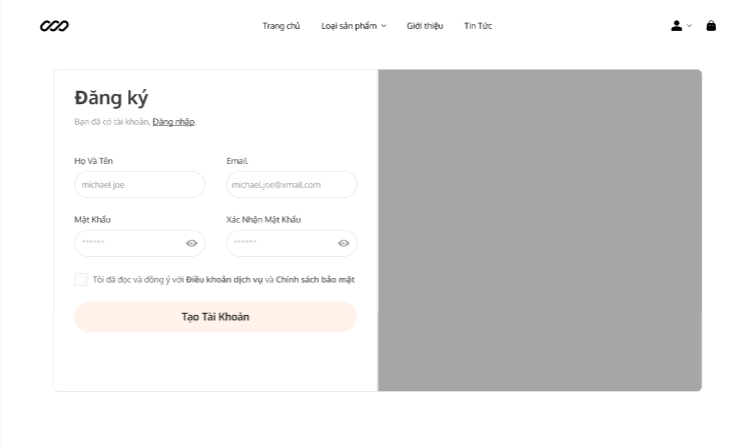 Trang chủ Loại sản phẩm Giới thiệu Tin Tức
Đăng ký
Bạn đã có tài khoản, Đăng nhập
Họ Và Tên Email
michael.joe michael.joe@xmail.com
Mật Khẩu Xác Nhận Mật Khẩu
****** ******
Tôi đã đọc và đồng ý với Điều khoản dịch vụ và Chính sách bảo mật
Tạo Tài Khoản